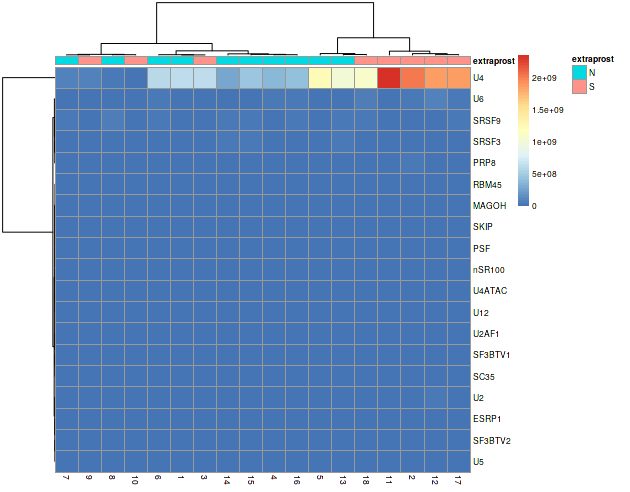 extraprost
extraprost
N
S
U4
U6
SRSF9
SRSF3
PRP8
RBM45
MAGOH
SKIP
PSF
nSR100
U4ATAC
U12
U2AF1
SF3BTV1
SC35
U2
ESRP1
SF3BTV2
U5
2e+09
1.5e+09
1e+09
5e+08
0
7 9 8 10 6 1 3 14 15 4 16 5 13 18 11 2 12 17